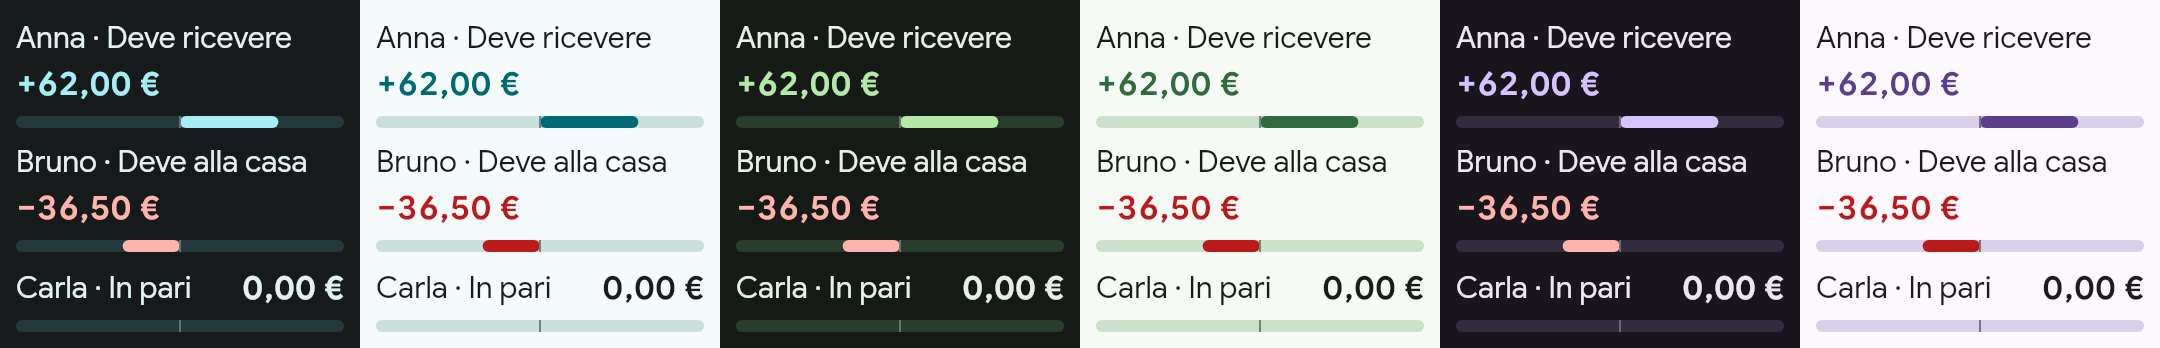 Anna · Deve ricevere
+62,00 €
Bruno · Deve alla casa
−36,50 €
Carla · In pari 0,00 €
Anna · Deve ricevere
+62,00 €
Bruno · Deve alla casa
−36,50 €
Carla · In pari 0,00 €
Anna · Deve ricevere
+62,00 €
Bruno · Deve alla casa
−36,50 €
Carla · In pari 0,00 €
Anna · Deve ricevere
+62,00 €
Bruno · Deve alla casa
−36,50 €
Carla · In pari 0,00 €
Anna · Deve ricevere
+62,00 €
Bruno · Deve alla casa
−36,50 €
Carla · In pari 0,00 €
Anna · Deve ricevere
+62,00 €
Bruno · Deve alla casa
−36,50 €
Carla · In pari 0,00 €